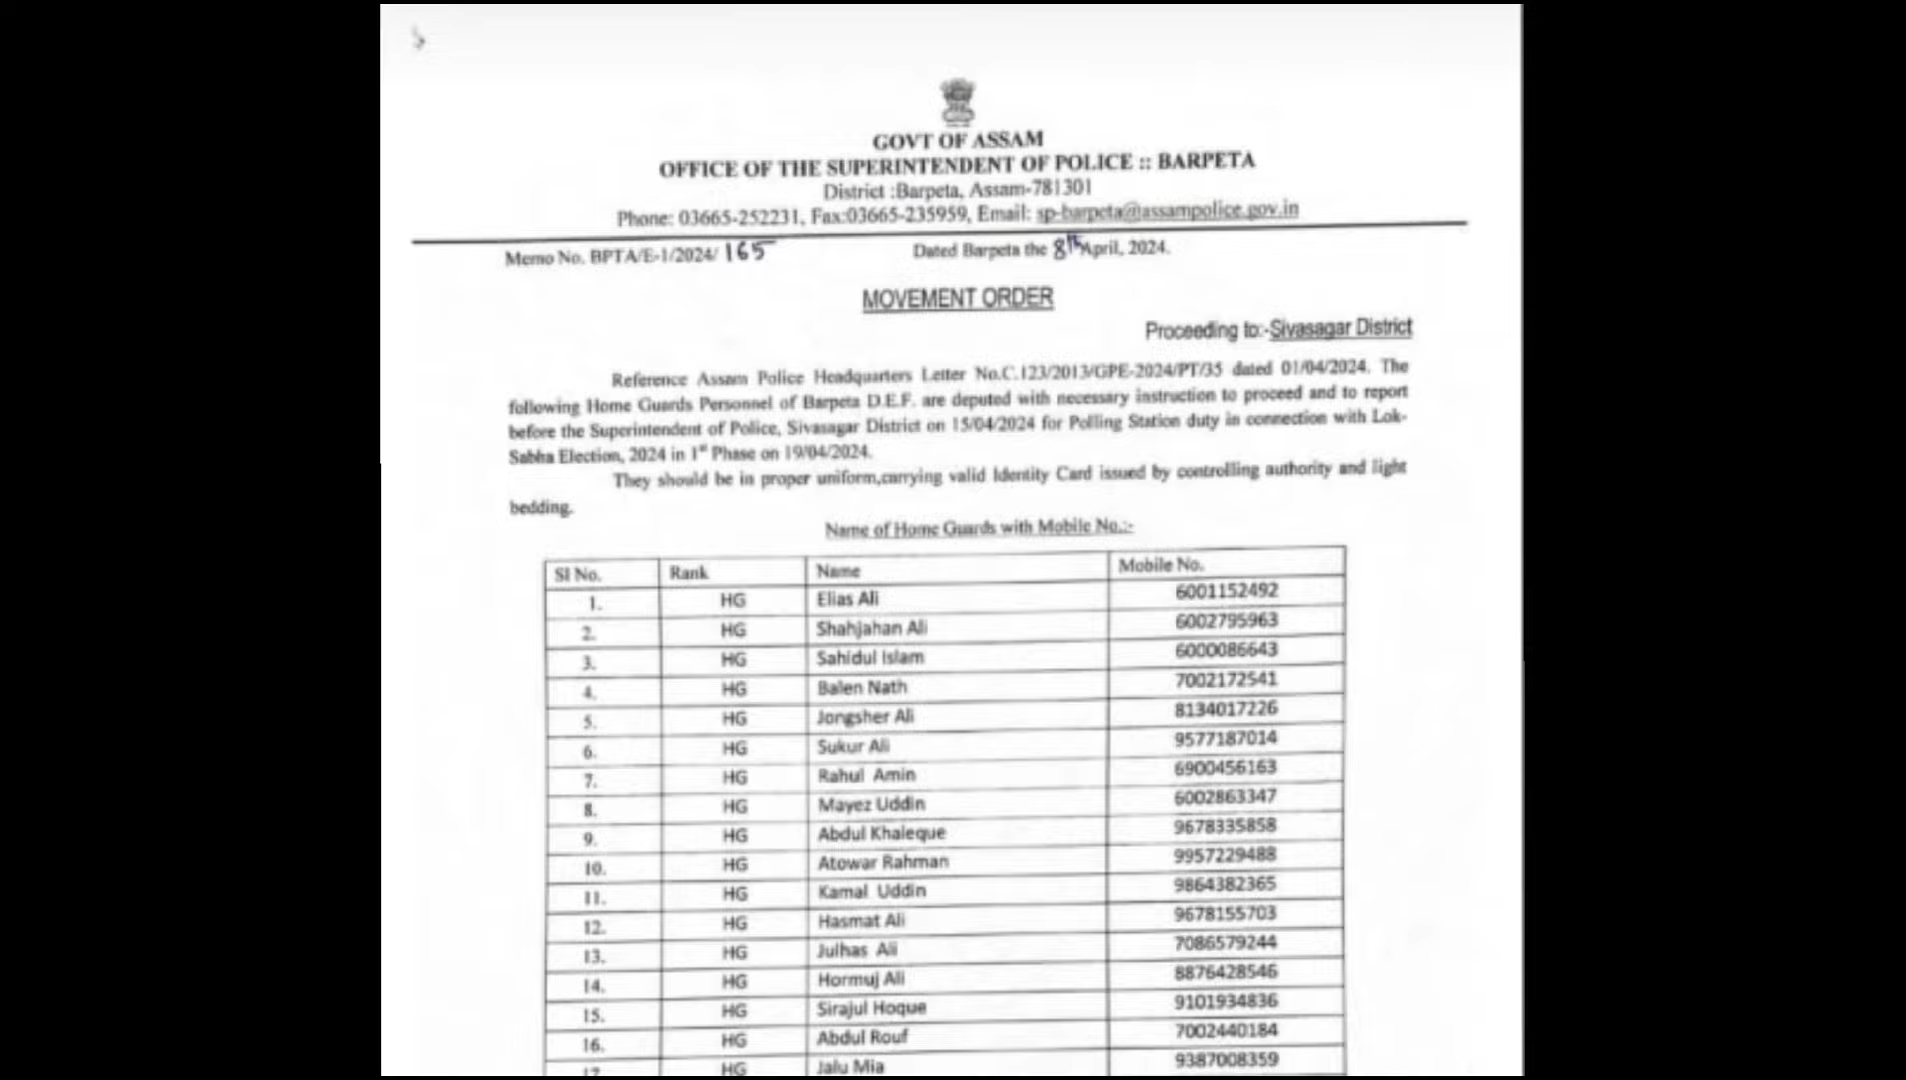 GOVT OF ASSAM
OFFICE OF THE SUPERINTENDENT OF POLICE :: BARPETA
District :Barpeta, Assam-781301
Phone: 03665-252231, Fax:03665-235959, Email: sp-barpeta@assampolice.gov.in
Memo No. BPTA/E-1/2024/ 165 Dated Barpeta the 8th April, 2024.
MOVEMENT ORDER
Proceeding to:-Sivasagar District
Reference Assam Police Headquarters Letter No.C.123/2013/GPE-2024/PT/35 dated 01/04/2024. The
following Home Guards Personnel of Barpeta D.E.F. are deputed with necessary instruction to proceed and to report
before the Superintendent of Police, Sivasagar District on 15/04/2024 for Polling Station duty in connection with Lok-
Sabha Election, 2024 in 1st Phase on 19/04/2024.
They should be in proper uniform,carrying valid Identity Card issued by controlling authority and light
bedding.
Name of Home Guards with Mobile No.:-
Sl No. Rank Name Mobile No.
1. HG Elias Ali 6001152492
2. HG Shahjahan Ali 6002795963
3. HG Sahidul Islam 6000086643
4. HG Balen Nath 7002172541
5. HG Jongsher Ali 8134017226
6. HG Sukur Ali 9577187014
7. HG Rahul Amin 6900456163
8. HG Mayez Uddin 6002863347
9. HG Abdul Khaleque 9678335858
10. HG Atowar Rahman 9957229488
11. HG Kamal Uddin 9864382365
12. HG Hasmat Ali 9678155703
13. HG Julhas Ali 7086579244
14. HG Hormuj Ali 8876428546
15. HG Sirajul Hoque 9101934836
16. HG Abdul Rouf 7002440184
17 HG Jalu Mia 9387008359